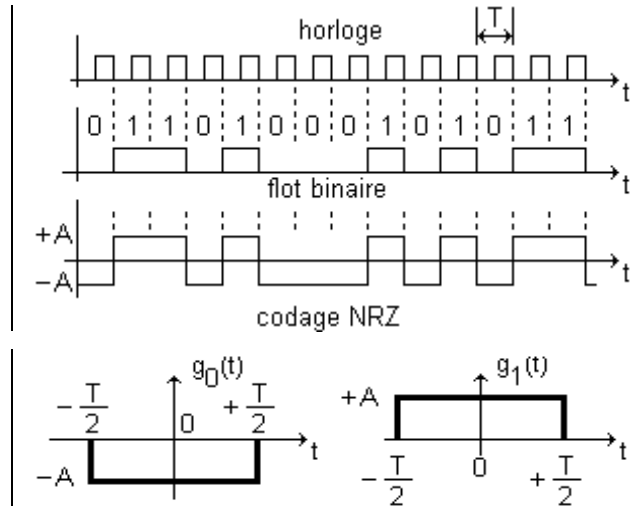 T
horloge
t
0 1 1 0 1 0 0 0 1 0 1 0 1 1
t
flot binaire
+A
−A
t
codage NRZ
g0(t)
− T/2
0
+ T/2
t
−A
g1(t)
+A
t
− T/2
0
+ T/2